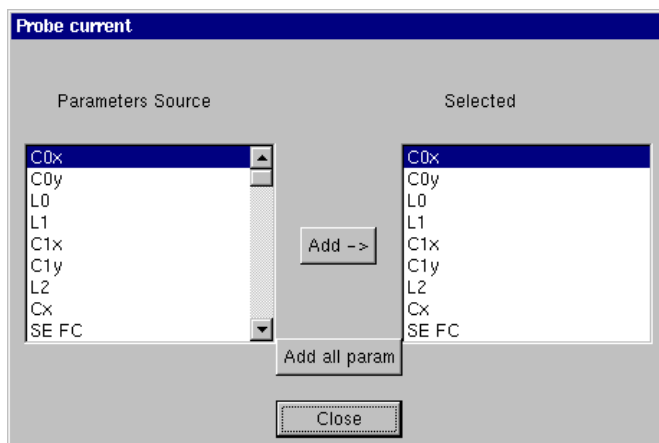 Probe current
Parameters Source
Selected
C0x
C0y
L0
L1
C1x
C1y
L2
Cx
SE FC
Add ->
Add all param
C0x
C0y
L0
L1
C1x
C1y
L2
Cx
SE FC
Close